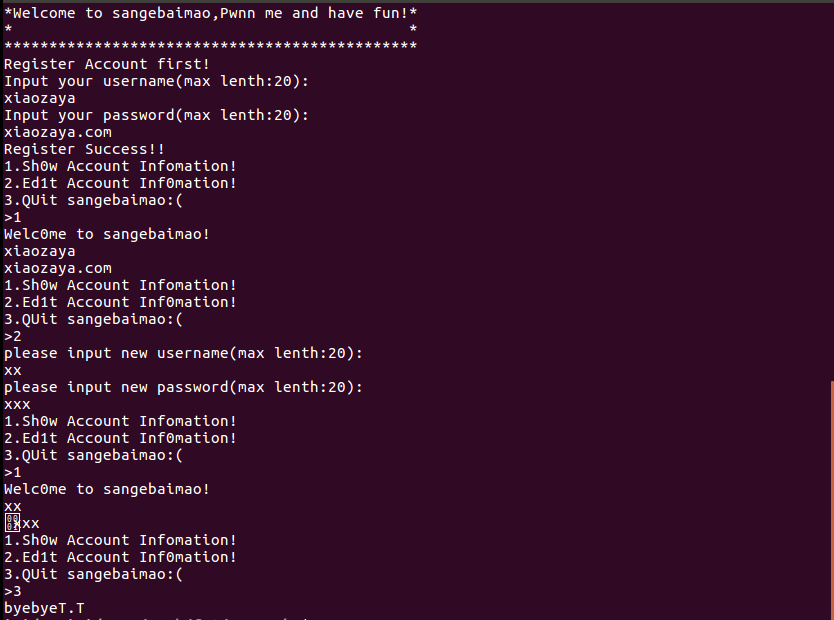 *Welcome to sangebaimao,Pwnn me and have fun!*
* *
**********************************************
Register Account first!
Input your username(max lenth:20):
xiaozaya
Input your password(max lenth:20):
xiaozaya.com
Register Success!!
1.Sh0w Account Infomation!
2.Ed1t Account Inf0mation!
3.QUit sangebaimao:(
>1
Welc0me to sangebaimao!
xiaozaya
xiaozaya.com
1.Sh0w Account Infomation!
2.Ed1t Account Inf0mation!
3.QUit sangebaimao:(
>2
please input new username(max lenth:20):
xx
please input new password(max lenth:20):
xxx
1.Sh0w Account Infomation!
2.Ed1t Account Inf0mation!
3.QUit sangebaimao:(
>1
Welc0me to sangebaimao!
xx
xxx
1.Sh0w Account Infomation!
2.Ed1t Account Inf0mation!
3.QUit sangebaimao:(
>3
byebyeT.T